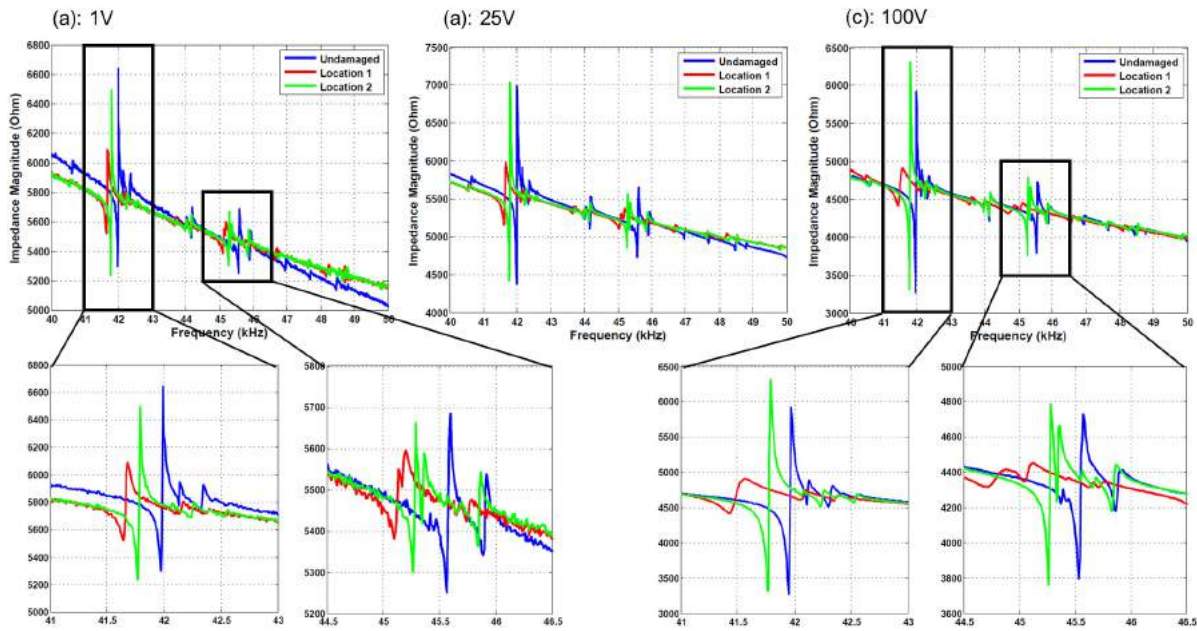 (a): 1V
(a): 25V
(c): 100V
Impedance Magnitude (Ohm)
6800
6600
6400
6200
6000
5800
5600
5400
5200
5000
40 41 42 43 44 45 46 47 48 49 50
Frequency (kHz)
Undamaged
Location 1
Location 2
Impedance Magnitude (Ohm)
7500
7000
6500
6000
5500
5000
4500
4000
40 41 42 43 44 45 46 47 48 49 50
Frequency (kHz)
Undamaged
Location 1
Location 2
Impedance Magnitude (Ohm)
6500
6000
5500
5000
4500
4000
3500
3000
40 41 42 43 44 45 46 47 48 49 50
Frequency (kHz)
Undamaged
Location 1
Location 2
6800
6600
6400
6200
6000
5800
5600
5400
5200
5000
41 41.5 42 42.5 43
5800
5700
5600
5500
5400
5300
5200
44.5 45 45.5 46 46.5
6500
6000
5500
5000
4500
4000
3500
3000
41 41.5 42 42.5 43
5000
4800
4600
4400
4200
4000
3800
3600
44.5 45 45.5 46 46.5